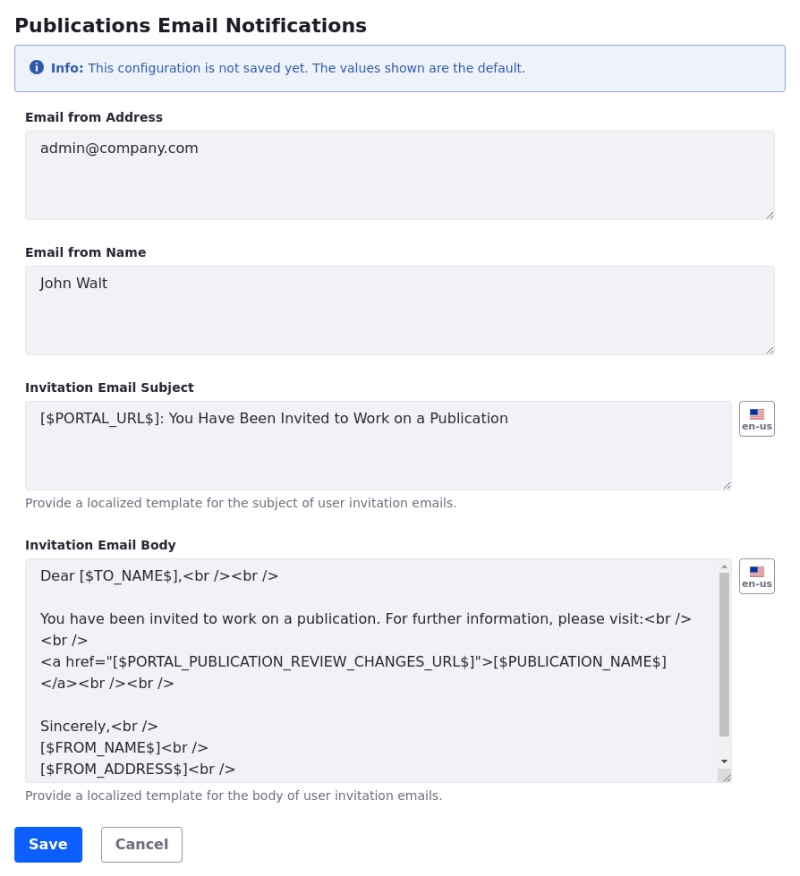 Publications Email Notifications
Info: This configuration is not saved yet. The values shown are the default.
Email from Address
admin@company.com
Email from Name
John Walt
Invitation Email Subject
[$PORTAL_URL$]: You Have Been Invited to Work on a Publication
en-us
Provide a localized template for the subject of user invitation emails.
Invitation Email Body
Dear [$TO_NAME$],<br /><br />
en-us
You have been invited to work on a publication. For further information, please visit:<br />
<br />
<a href="[$PORTAL_PUBLICATION_REVIEW_CHANGES_URL$]">[$PUBLICATION_NAME$]
</a><br /><br />
Sincerely,<br />
[$FROM_NAME$]<br />
[$FROM_ADDRESS$]<br />
Provide a localized template for the body of user invitation emails.
Save Cancel